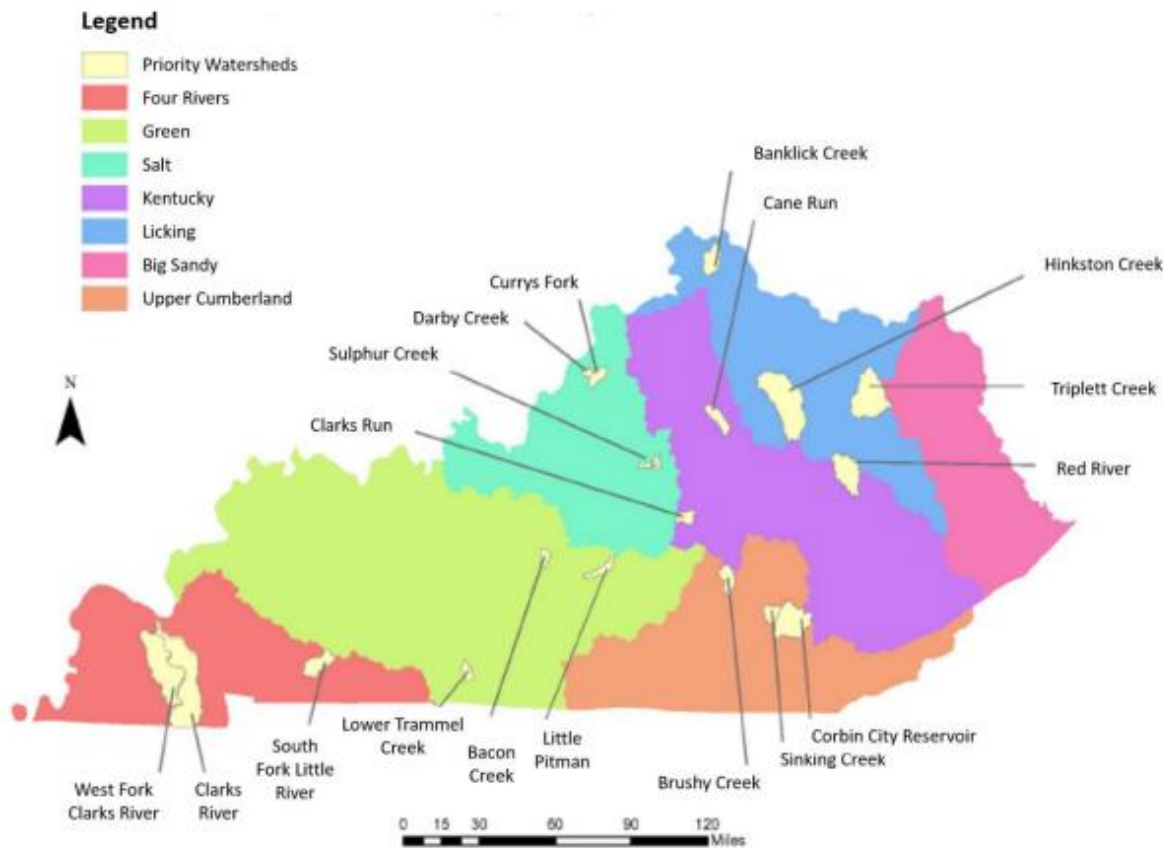 Legend
Priority Watersheds
Four Rivers
Green
Salt
Kentucky
Licking
Big Sandy
Upper Cumberland
Banklick Creek
Cane Run
Hinkston Creek
Currys Fork
Darby Creek
Sulphur Creek
Triplett Creek
N
Clarks Run
Red River
Lower Trammel
Creek
Bacon
Creek
Little
Pitman
Corbin City Reservoir
Sinking Creek
Brushy Creek
South
Fork Little
River
West Fork
Clarks River
Clarks
River
0 15 30 60 90 120
Miles